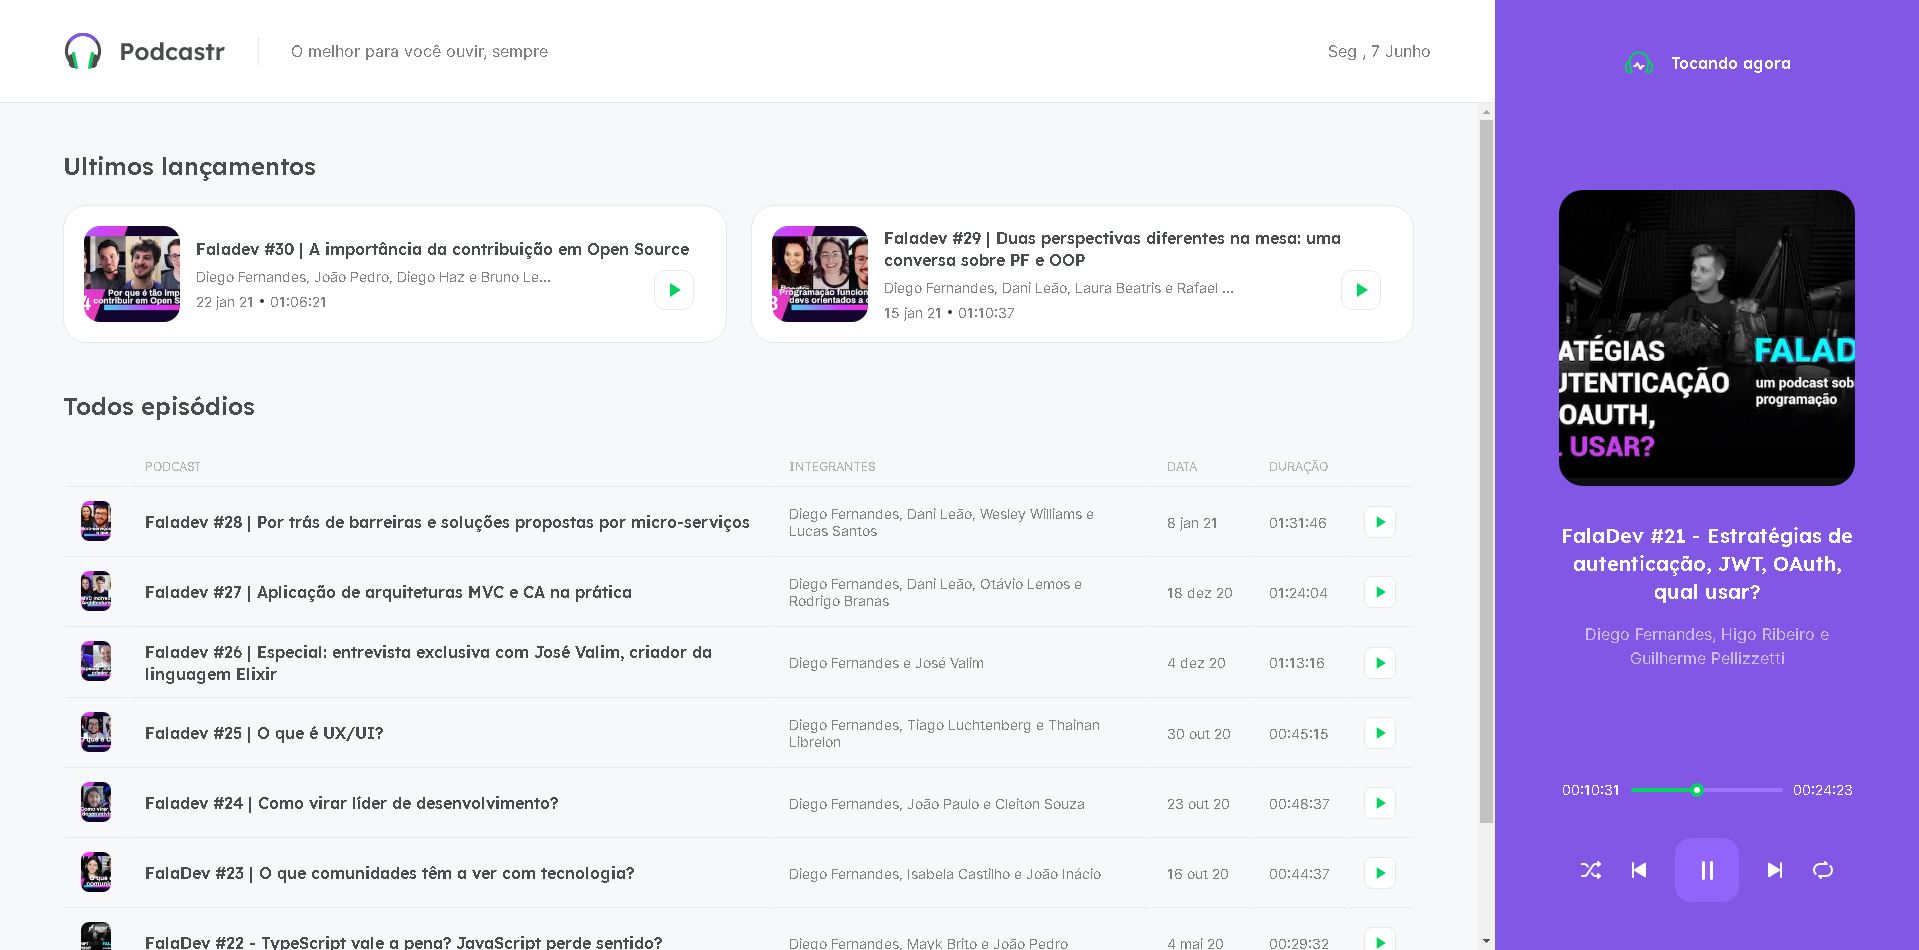 Podcastr
O melhor para você ouvir, sempre
Seg , 7 Junho
Ultimos lançamentos
Por que é tão imp
contribuir em Open S
Faladev #30 | A importância da contribuição em Open Source
Diego Fernandes, João Pedro, Diego Haz e Bruno Le...
22 jan 21 • 01:06:21
Programação funcion
devs orientados a o
Faladev #29 | Duas perspectivas diferentes na mesa: uma
conversa sobre PF e OOP
Diego Fernandes, Dani Leão, Laura Beatris e Rafael ...
15 jan 21 • 01:10:37
Todos episódios
PODCAST INTEGRANTES DATA DURAÇÃO
Faladev #28 | Por trás de barreiras e soluções propostas por micro-serviços
Diego Fernandes, Dani Leão, Wesley Williams e
Lucas Santos
8 jan 21
01:31:46
Faladev #27 | Aplicação de arquiteturas MVC e CA na prática
Diego Fernandes, Dani Leão, Otávio Lemos e
Rodrigo Branas
18 dez 20
01:24:04
Faladev #26 | Especial: entrevista exclusiva com José Valim, criador da
linguagem Elixir
Diego Fernandes e José Valim
4 dez 20
01:13:16
Faladev #25 | O que é UX/UI?
Diego Fernandes, Tiago Luchtenberg e Thainan
Librelon
30 out 20
00:45:15
Faladev #24 | Como virar líder de desenvolvimento?
Diego Fernandes, João Paulo e Cleiton Souza
23 out 20
00:48:37
FalaDev #23 | O que comunidades têm a ver com tecnologia?
Diego Fernandes, Isabela Castilho e João Inácio
16 out 20
00:44:37
FalaDev #22 - TypeScript vale a pena? JavaScript perde sentido?
Diego Fernandes, Mayk Brito e João Pedro
4 mai 20
00:29:32
Tocando agora
ATÉGIAS
UTENTICAÇÃO
OAUTH,
USAR?
FALAD
um podcast sob
programação
FalaDev #21 - Estratégias de
autenticação, JWT, OAuth,
qual usar?
Diego Fernandes, Higo Ribeiro e
Guilherme Pellizzetti
00:10:31
00:24:23